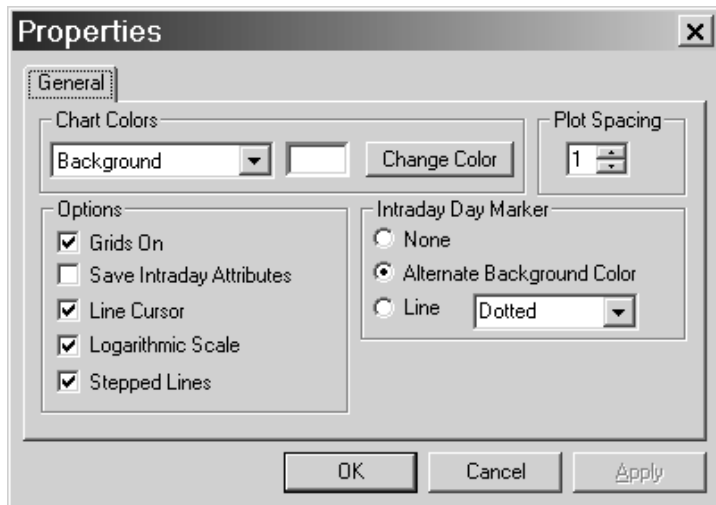 Properties
General
Chart Colors
Background
Change Color
Plot Spacing
1
Options
Grids On
Save Intraday Attributes
Line Cursor
Logarithmic Scale
Stepped Lines
Intraday Day Marker
None
Alternate Background Color
Line
Dotted
OK
Cancel
Apply